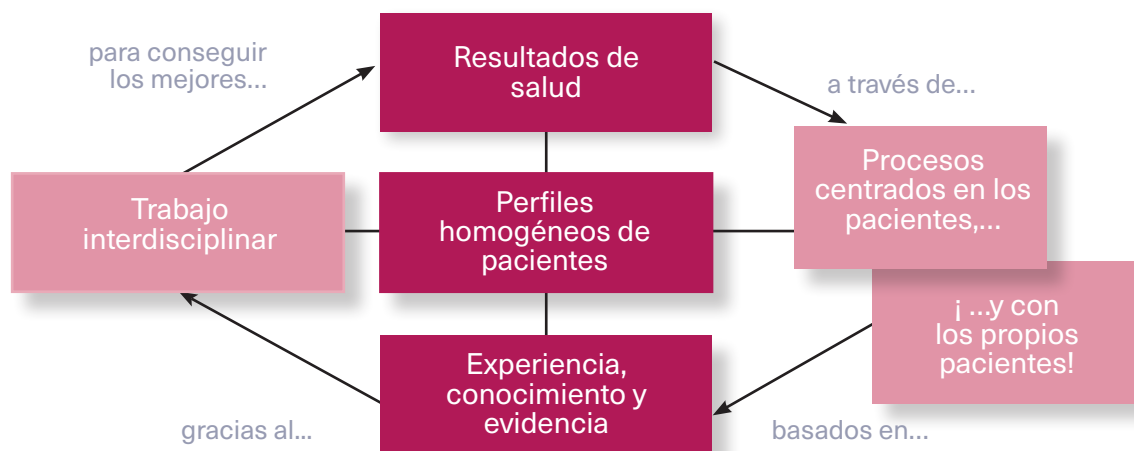 para conseguir
los mejores...
Resultados de
salud
a través de...
Procesos
centrados en los
pacientes,...
Trabajo
interdisciplinar
Perfiles
homogéneos de
pacientes
¡ ...y con
los propios
pacientes!
Experiencia,
conocimiento y
evidencia
gracias al...
basados en...